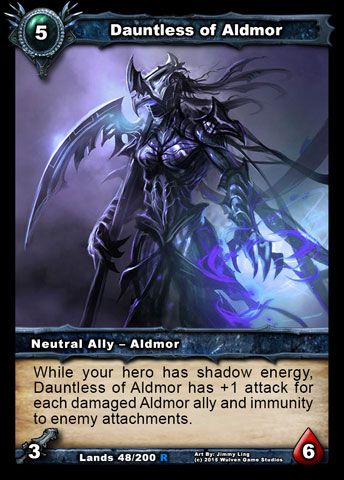 5
Dauntless of Aldmor
Neutral Ally – Aldmor
While your hero has shadow energy,
Dauntless of Aldmor has +1 attack for
each damaged Aldmor ally and immunity
to enemy attachments.
3
Lands 48/200 R
Art By: Jimmy Ling
(c) 2015 Wulven Game Studios
6